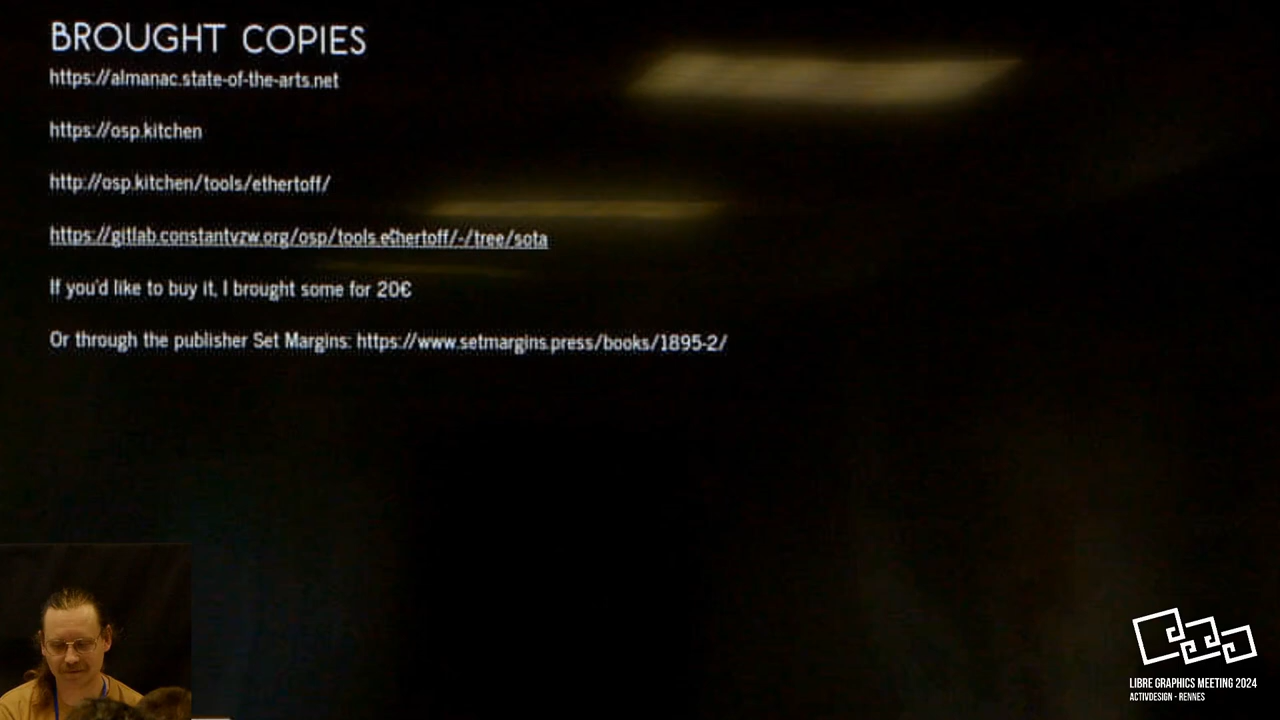 BROUGHT COPIES
https://almanac.state-of-the-arts.net
https://osp.kitchen
http://osp.kitchen/tools/ethertoff/
https://gitlab.constantvzw.org/osp/tools.ethertoff/-/tree/sota
If you'd like to buy it, I brought some for 20€
Or through the publisher Set Margins: https://www.setmargins.press/books/1895-2/
LIBRE GRAPHICS MEETING 2024
ACTIVDESIGN - RENNES